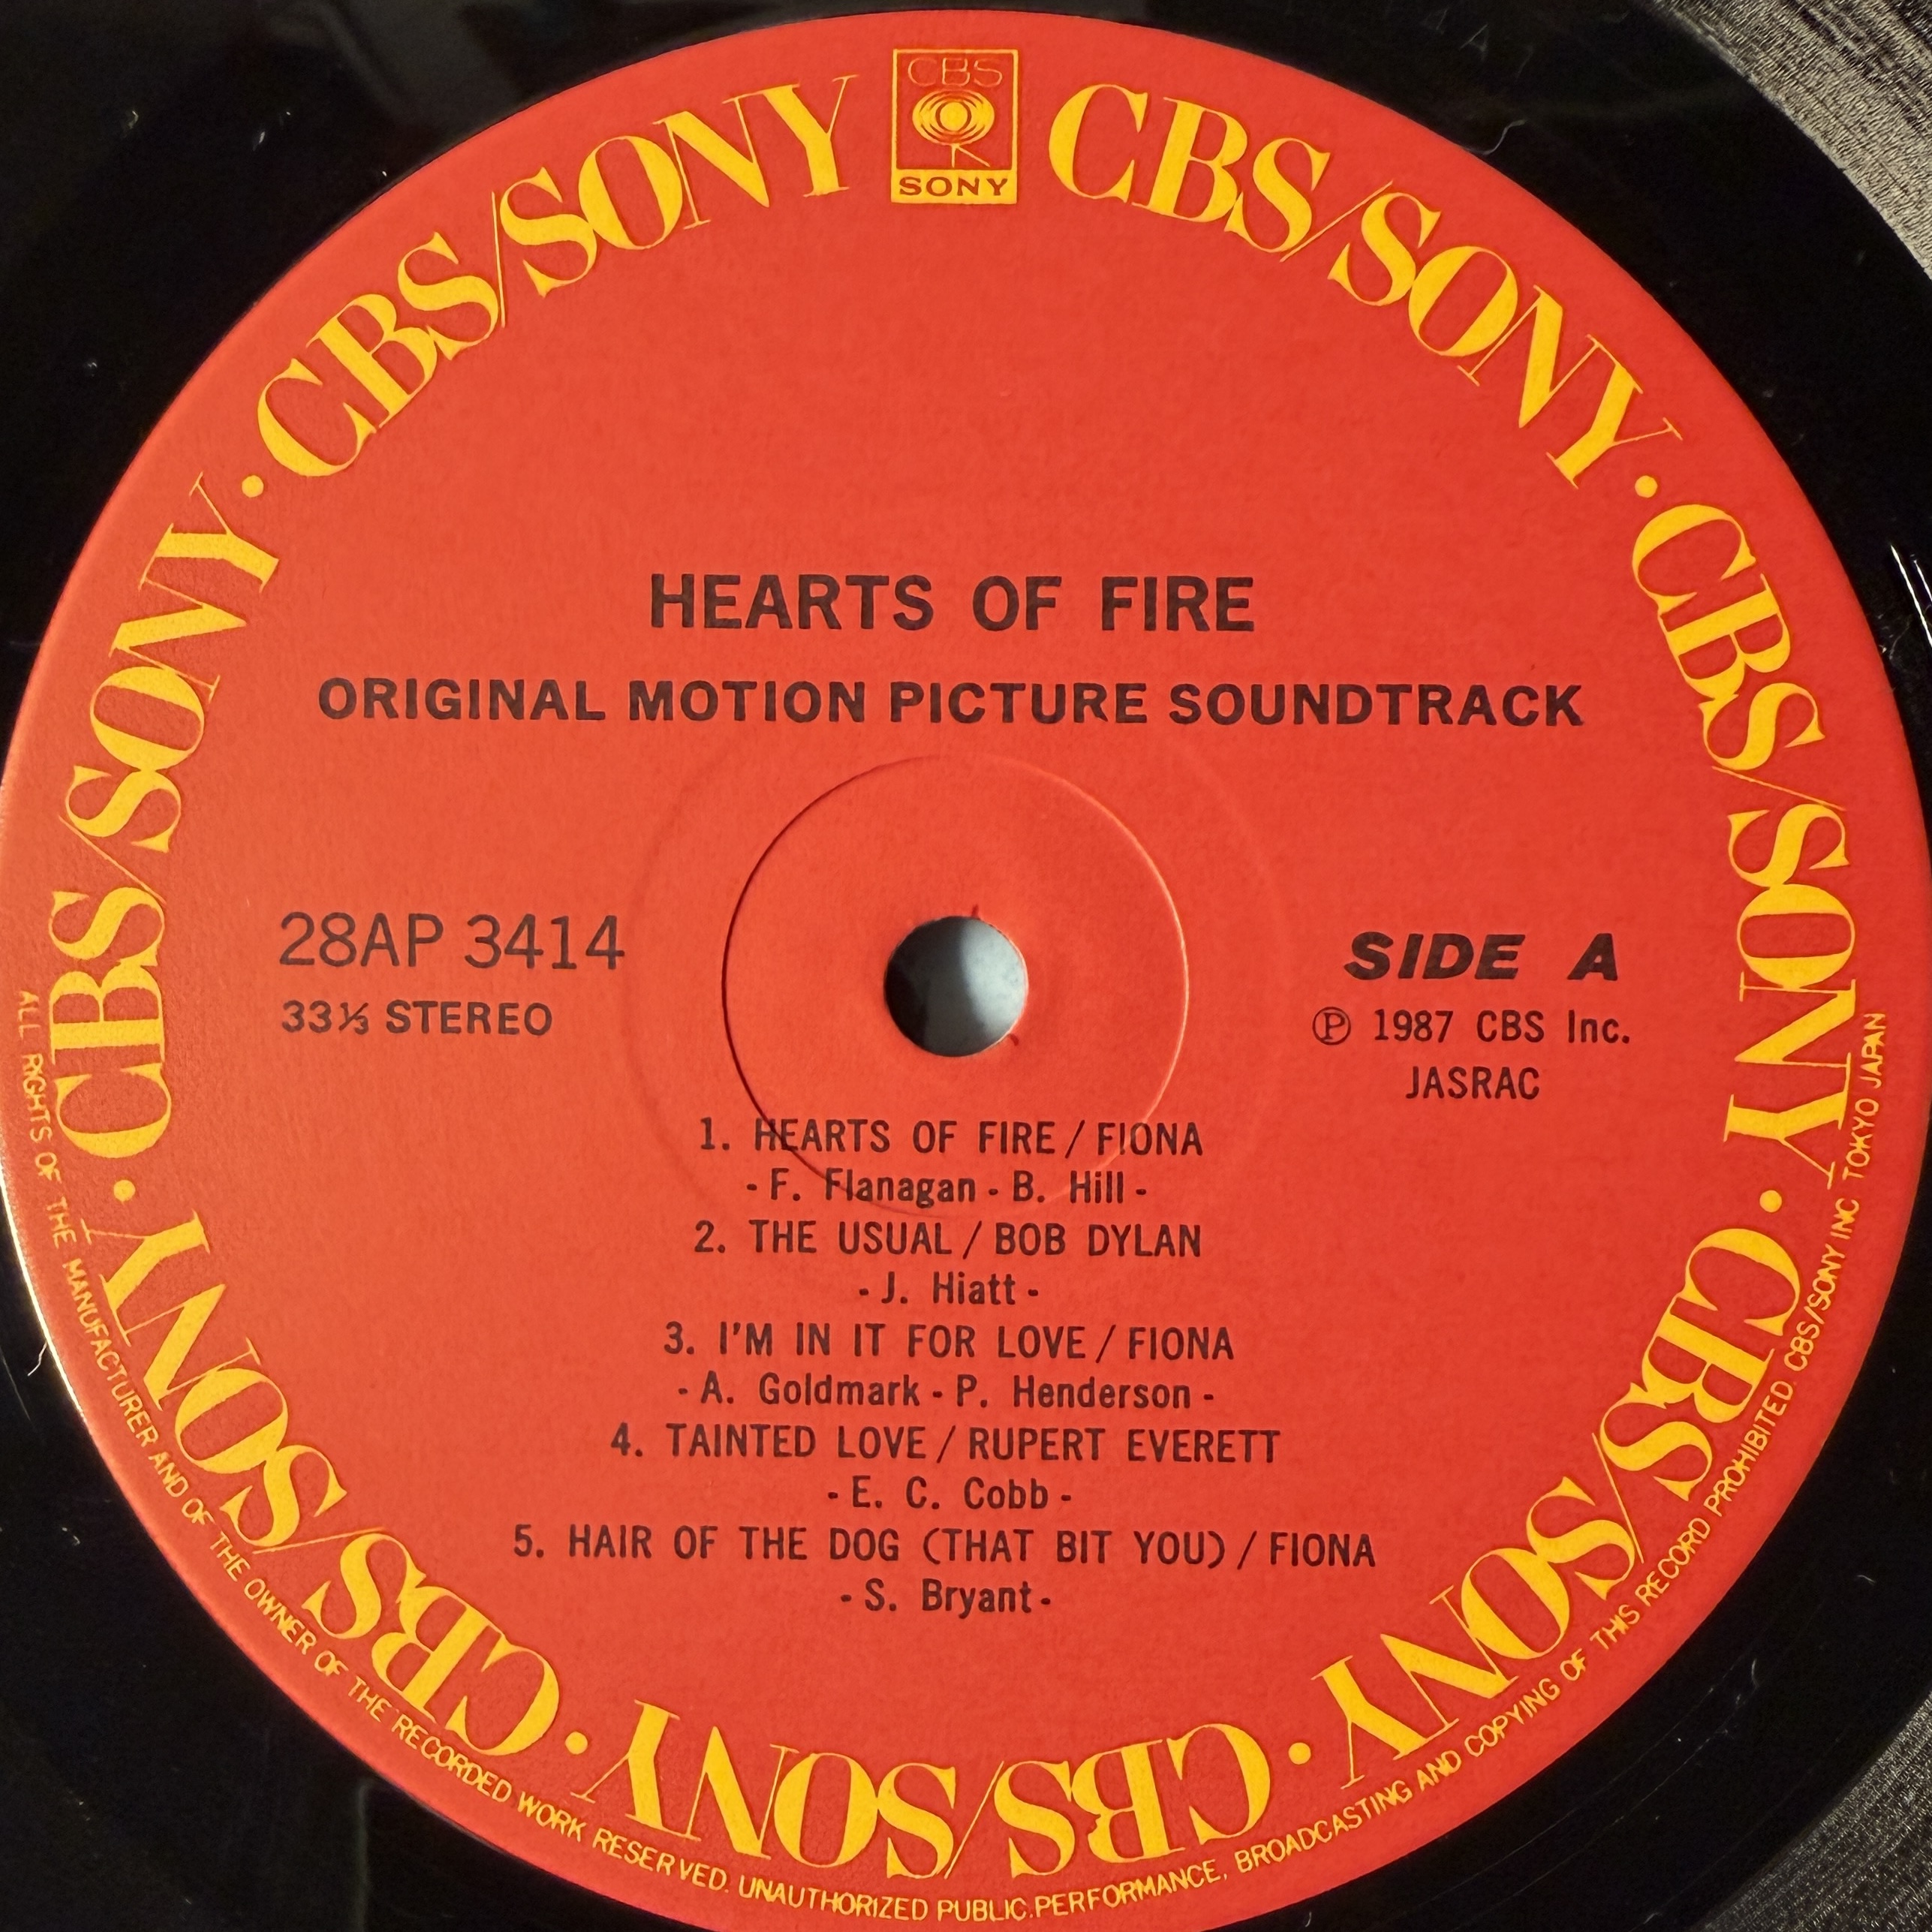 CBS
SONY
CBS/SONY · CBS/SONY · CBS/SONY · CBS/SONY · CBS/SONY · CBS/SONY · CBS/SONY
HEARTS OF FIRE
ORIGINAL MOTION PICTURE SOUNDTRACK
28AP 3414
33⅓ STEREO
SIDE A
℗ 1987 CBS Inc.
JASRAC
1. HEARTS OF FIRE / FIONA
- F. Flanagan - B. Hill -
2. THE USUAL / BOB DYLAN
- J. Hiatt -
3. I'M IN IT FOR LOVE / FIONA
- A. Goldmark - P. Henderson -
4. TAINTED LOVE / RUPERT EVERETT
- E. C. Cobb -
5. HAIR OF THE DOG (THAT BIT YOU) / FIONA
- S. Bryant -
ALL RIGHTS OF THE MANUFACTURER AND OF THE OWNER OF THE RECORDED WORK RESERVED. UNAUTHORIZED PUBLIC PERFORMANCE, BROADCASTING AND COPYING OF THIS RECORD PROHIBITED. CBS/SONY INC. TOKYO JAPAN